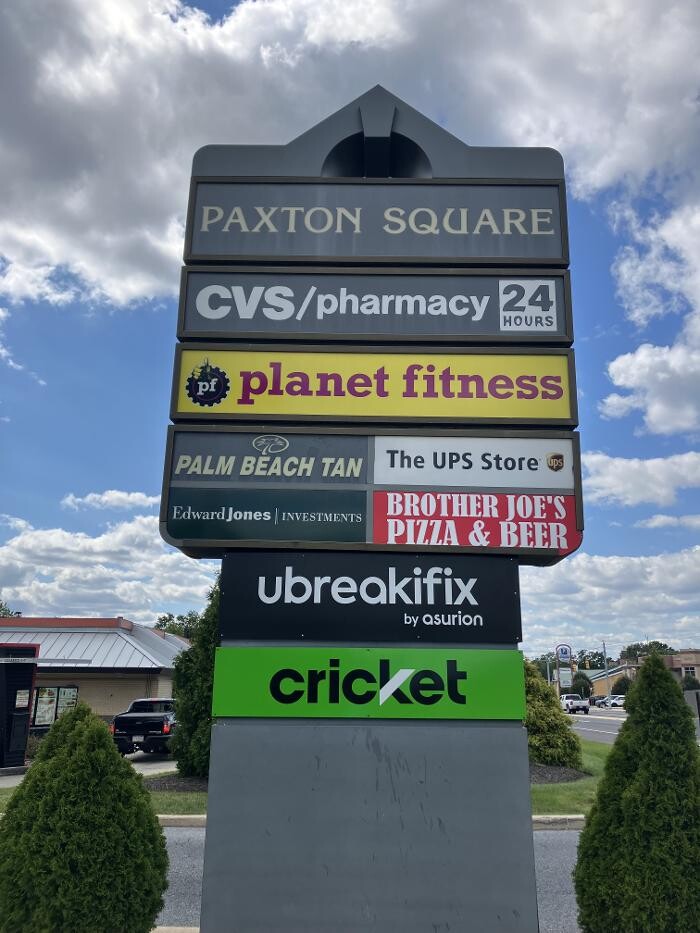 PAXTON SQUARE
CVS/pharmacy 24 HOURS
pf planet fitness
PALM BEACH TAN
The UPS Store ups
Edward Jones | INVESTMENTS
BROTHER JOE'S
PIZZA & BEER
ubreakifix
by asurion
cricket